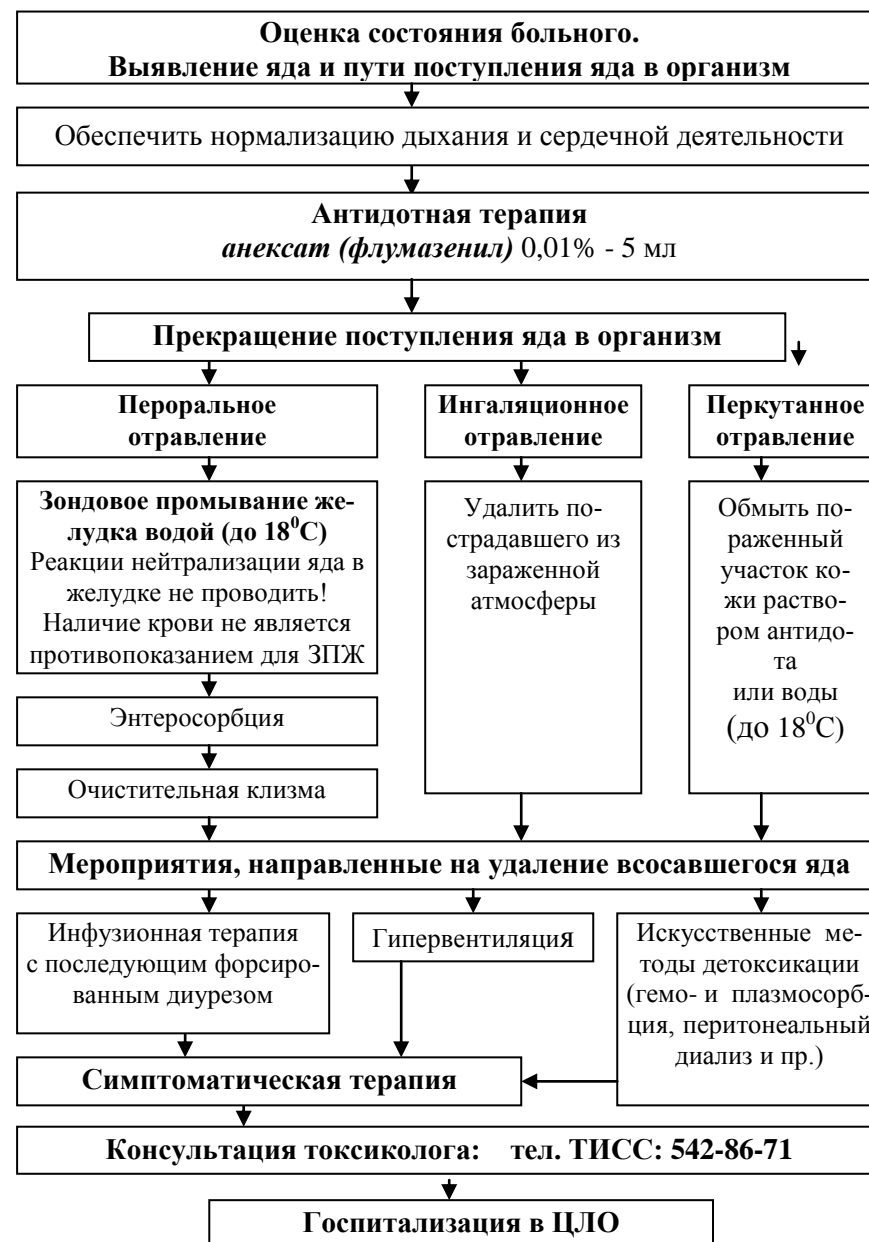 Оценка состояния больного.
Выявление яда и пути поступления яда в организм
Обеспечить нормализацию дыхания и сердечной деятельности
Антидотная терапия
анексат (флумазенил) 0,01% - 5 мл
Прекращение поступления яда в организм
Пероральное
отравление
Ингаляционное
отравление
Перкутанное
отравление
Зондовое промывание же-
лудка водой (до 18⁰С)
Реакции нейтрализации яда в
желудке не проводить!
Наличие крови не является
противопоказанием для ЗПЖ
Энтеросорбция
Очистительная клизма
Удалить по-
страдавшего из
зараженной
атмосферы
Обмыть по-
раженный
участок ко-
жи раство-
ром антидо-
та
или воды
(до 18⁰С)
Мероприятия, направленные на удаление всосавшегося яда
Инфузионная терапия
с последующим форсиро-
ванным диурезом
Гипервентиляция
Искусственные ме-
тоды детоксикации
(гемо- и плазмосорб-
ция, перитонеальный
диализ и пр.)
Симптоматическая терапия
Консультация токсиколога: тел. ТИСС: 542-86-71
Госпитализация в ЦЛО